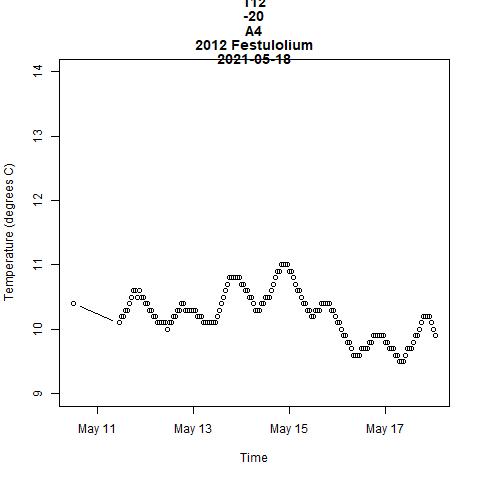 T12
-20
A4
2012 Festulolium
2021-05-18
14
13
12
11
10
9
Temperature (degrees C)
May 11 May 13 May 15 May 17
Time